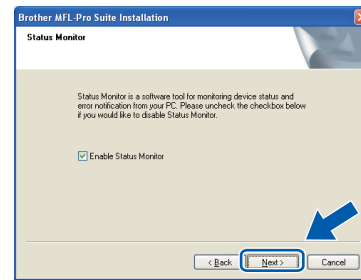 Brother MFL-Pro Suite Installation
Status Monitor
Status Monitor is a software tool for monitoring device status and
error notification from your PC. Please uncheck the checkbox below
if you would like to disable Status Monitor.
Enable Status Monitor
< Back
Next >
Cancel